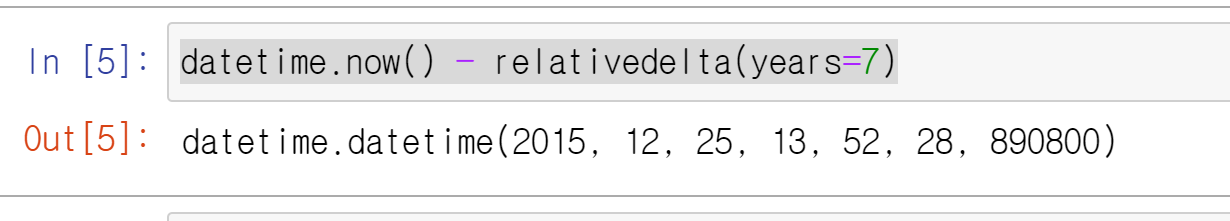 In [5]: datetime.now() - relativedelta(years=7)
Out[5]: datetime.datetime(2015, 12, 25, 13, 52, 28, 890800)